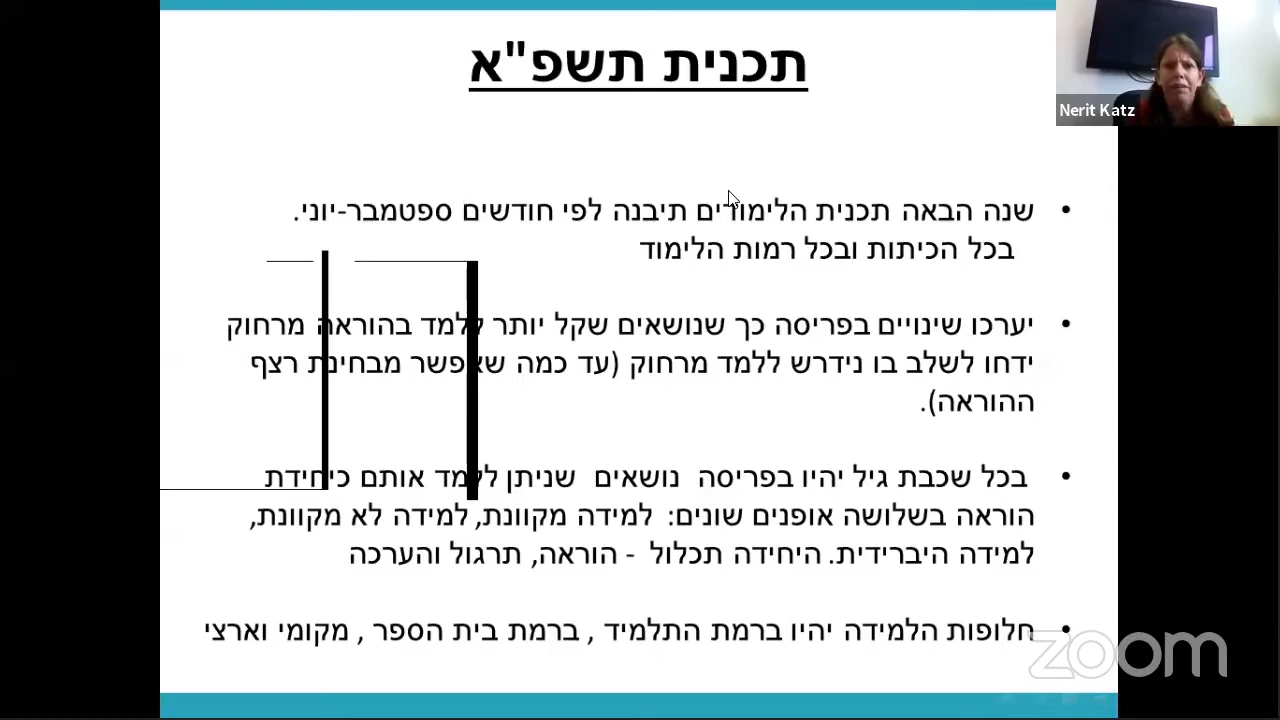 תכנית תשפ"א
Nerit Katz
שנה הבאה תכנית הלימודים תיבנה לפי חודשים ספטמבר-יוני.
בכל הכיתות ובכל רמות הלימוד
יערכו שינויים בפריסה כך שנושאים שקל יותר ללמד בהוראה מרחוק
ידחו לשלב בו נידרש ללמד מרחוק (עד כמה שאפשר מבחינת רצף
ההוראה).
בכל שכבת גיל יהיו בפריסה נושאים שניתן ללמד אותם כיחידת
הוראה בשלושה אופנים שונים: למידה מקוונת, למידה לא מקוונת,
למידה היברידית. היחידה תכלול - הוראה, תרגול והערכה
חלופות הלמידה יהיו ברמת התלמיד , ברמת בית הספר , מקומי וארצי
zoom